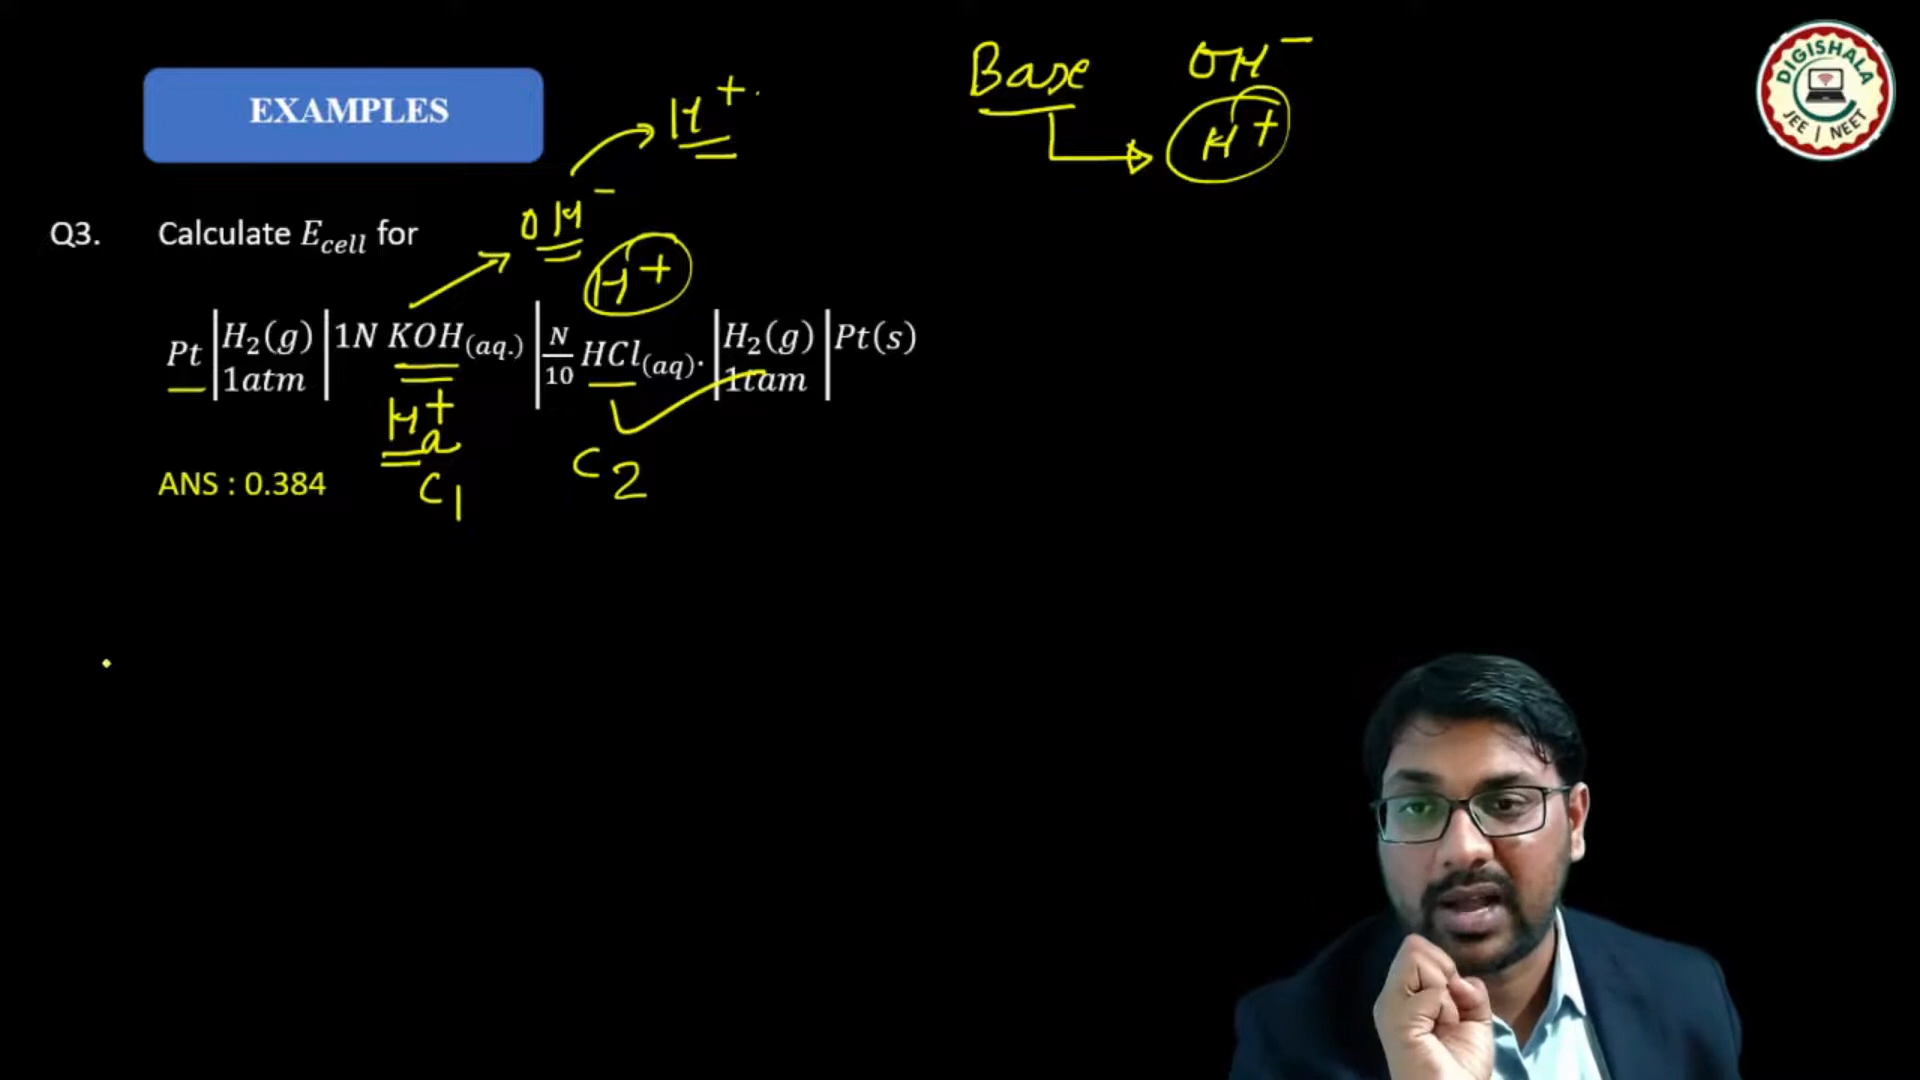 EXAMPLES
H+
Base OH−
H+
DIGISHALA
JEE | NEET
Q3. Calculate E_cell for
OH−
H+
Pt | H₂(g) 1atm | 1N KOH(aq.) | N/10 HCl(aq). | H₂(g) 1tam | Pt(s)
H+
a
ANS : 0.384
C1
C2